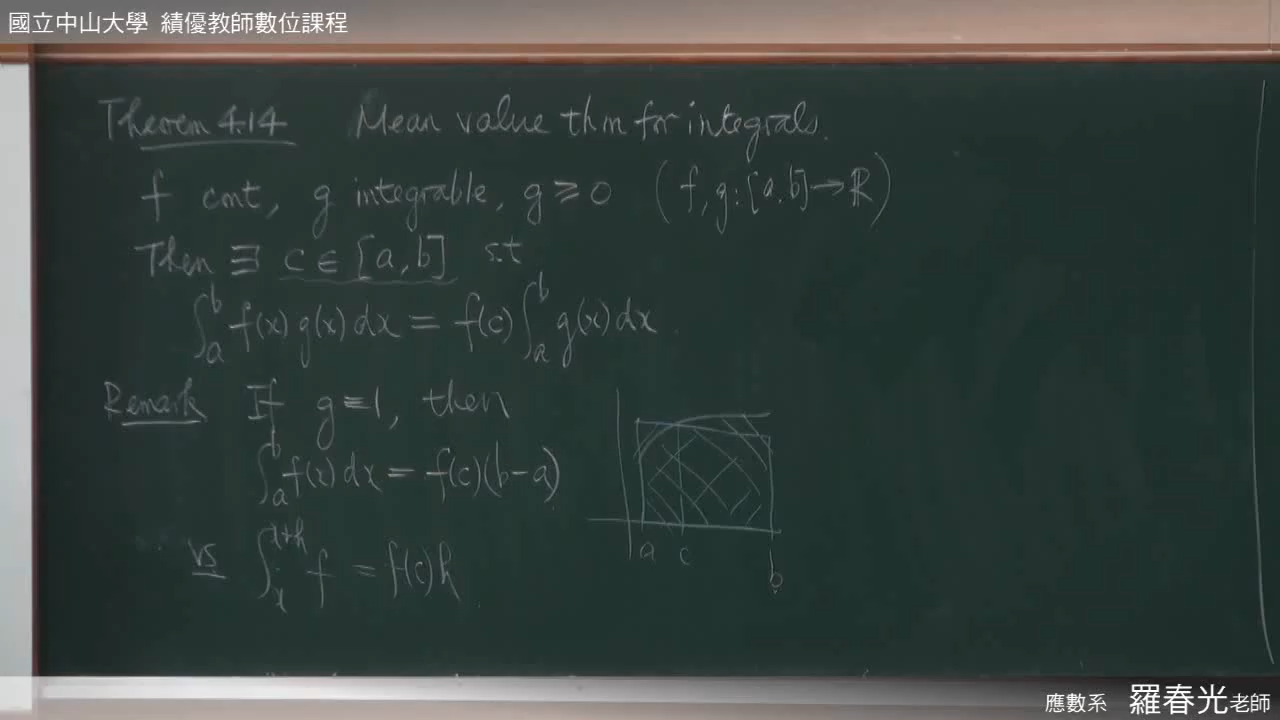 國立中山大學 績優教師數位課程
Theorem 4.14 Mean value thm for integrals.
f cnt, g integrable, g ≥ 0 (f, g: [a, b] → ℝ)
Then ∃ c ∈ [a, b] s.t
∫_a^b f(x) g(x) dx = f(c) ∫_a^b g(x) dx.
Remark If g ≡ 1, then
∫_a^b f(x) dx = f(c)(b-a)
vs ∫_x^{x+h} f = f(c) h
a c b
應數系 羅春光老師